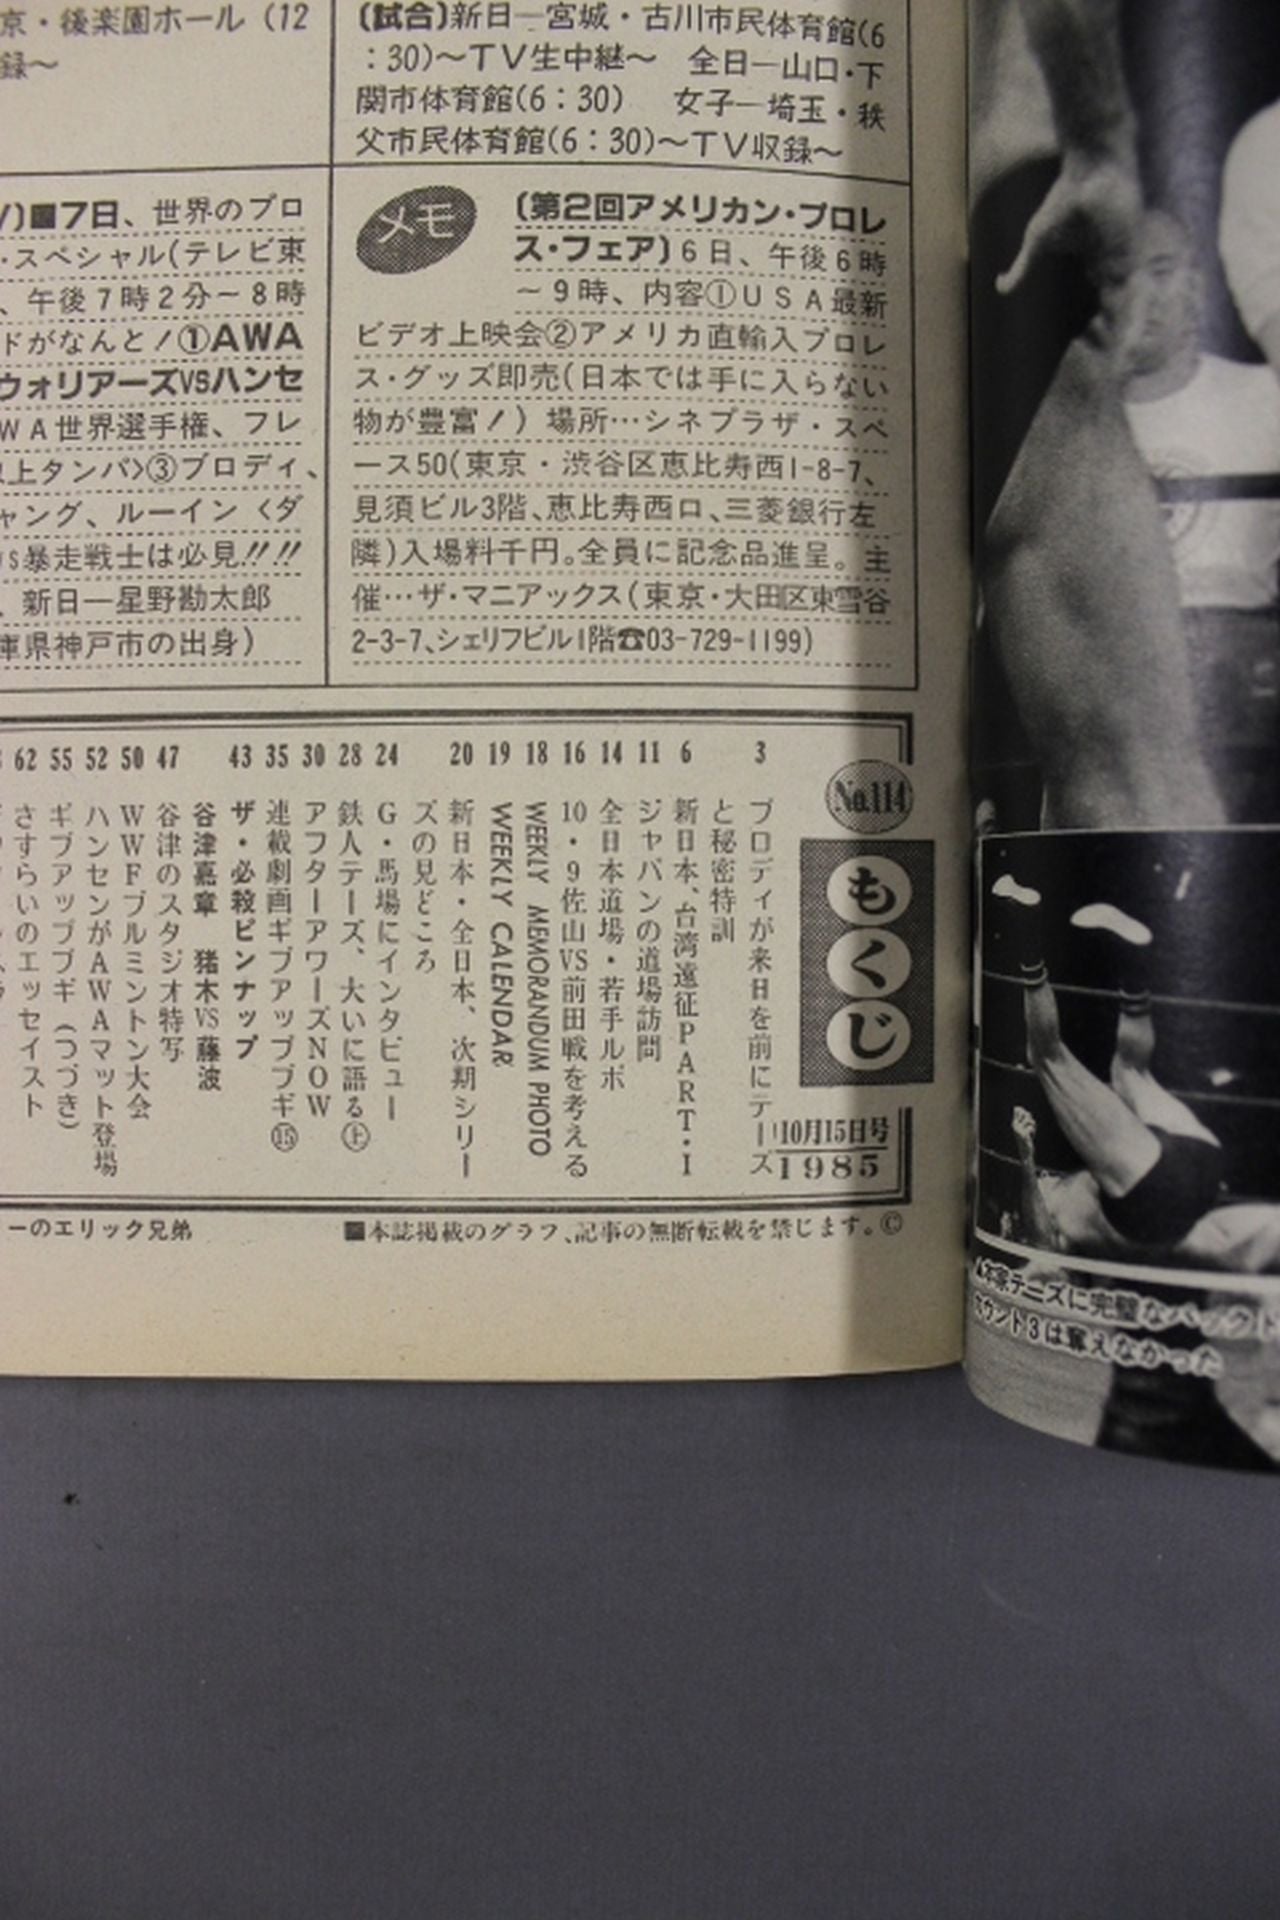 〔試合〕新日―宮城・古川市民体育館(6
：30)〜TV生中継〜　全日―山口・下
関市体育館(6：30)　女子―埼玉・秩
父市民体育館(6：30)〜TV収録〜
メモ
〔第2回アメリカン・プロレ
ス・フェア〕6日、午後6時
〜9時、内容①USA最新
ビデオ上映会②アメリカ直輸入プロレ
ス・グッズ即売(日本では手に入らない
物が豊富！) 場所…シネプラザ・スペ
ース50(東京・渋谷区恵比寿西1-8-7、
見須ビル3階、恵比寿西口、三菱銀行左
隣)入場料千円。全員に記念品進呈。主
催…ザ・マニアックス(東京・大田区東雪谷
2-3-7、シェリフビル1階☎03-729-1199)
京・後楽園ホール (12
録〜
)■7日、世界のプロ
・スペシャル(テレビ東
、午後7時2分〜8時
ドがなんと！①AWA
ウォリアーズVSハンセ
WA世界選手権、フレ
上タンバ〉③ブロディ、
ャング、ルーイン〈ダ
VS暴走戦士は必見!!!!
、新日―星野勘太郎
庫県神戸市の出身)
No.114
もくじ
10月15日号
1985
3 ブロディが来日を前にテーズ
と秘密特訓
6 新日本、台湾遠征PART・I
11 ジャパンの道場訪問
14 全日本道場・若手ルポ
16 10・9佐山VS前田戦を考える
18 WEEKLY MEMORANDUM PHOTO
19 WEEKLY CALENDAR
20 新日本・全日本、次期シリー
ズの見どころ
24 G・馬場にインタビュー
28 鉄人テーズ、大いに語る㊤
30 アフターアワーズNOW
35 連載劇画ギブアップブギ⑮
43 ザ・必殺ピンナップ
谷津嘉章 猪木VS藤波
47 谷津のスタジオ特写
50 WWFブルミントン大会
52 ハンセンがAWAマット登場
55 ギブアップブギ(つづき)
62 さすらいのエッセイスト
■本誌掲載のグラフ、記事の無断転載を禁じます。©
ーのエリック兄弟
▲本家テーズに完璧なバックド
カウント3は奪えなかった